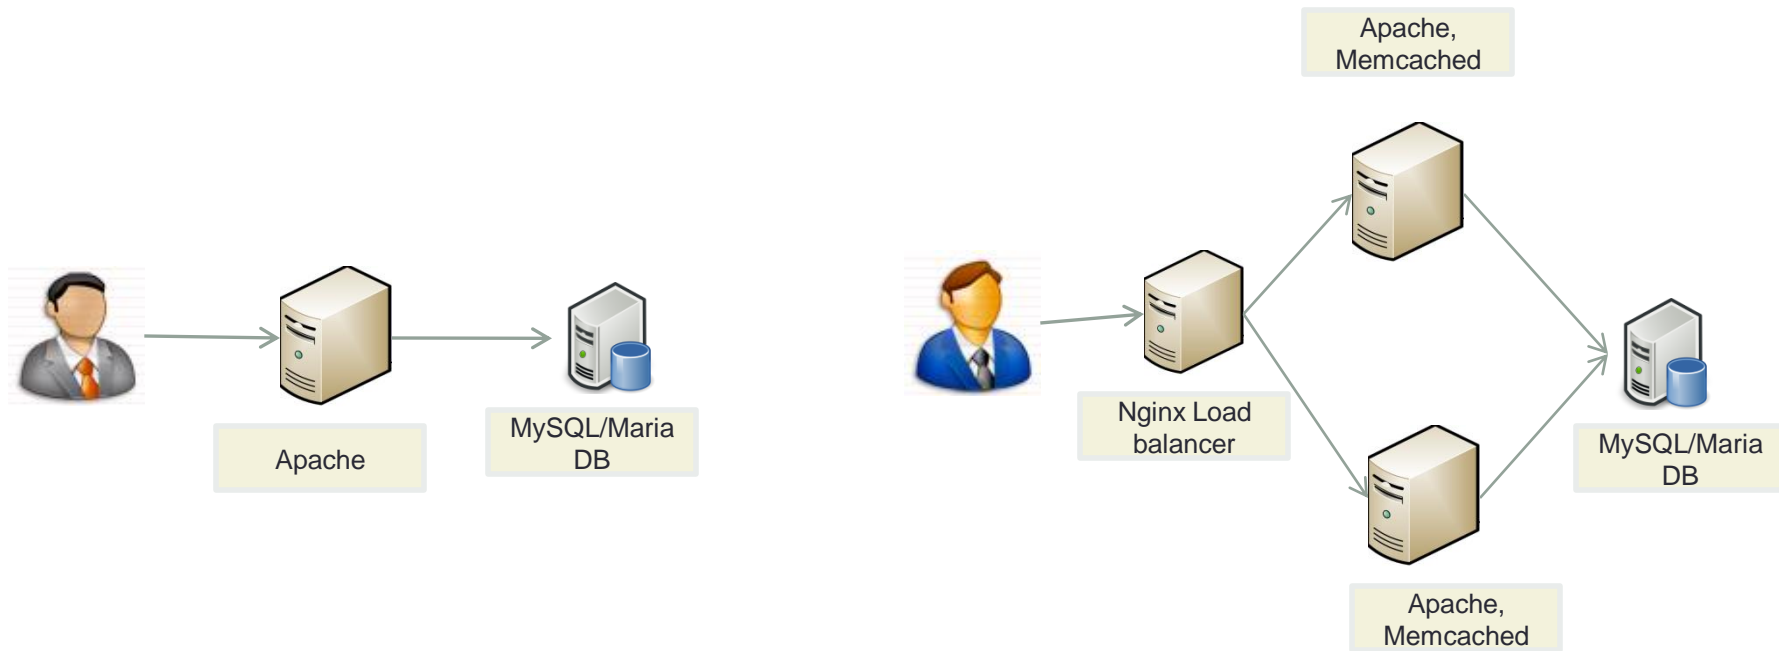 Apache
MySQL/Maria
DB
Apache,
Memcached
Nginx Load
balancer
MySQL/Maria
DB
Apache,
Memcached